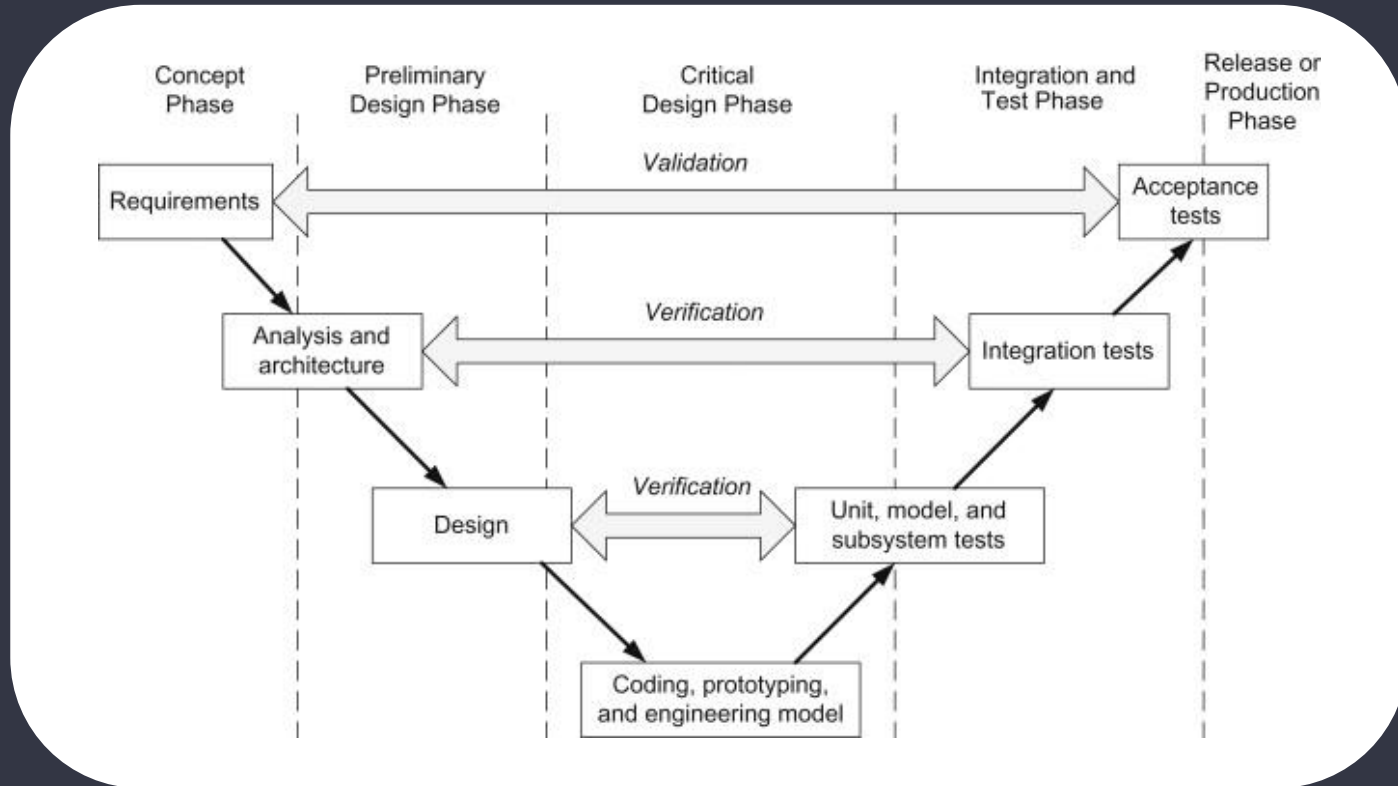 Concept
Phase
Preliminary
Design Phase
Critical
Design Phase
Integration and
Test Phase
Release or
Production
Phase
Validation
Requirements
Acceptance
tests
Verification
Analysis and
architecture
Integration tests
Verification
Design
Unit, model, and
subsystem tests
Coding, prototyping,
and engineering model